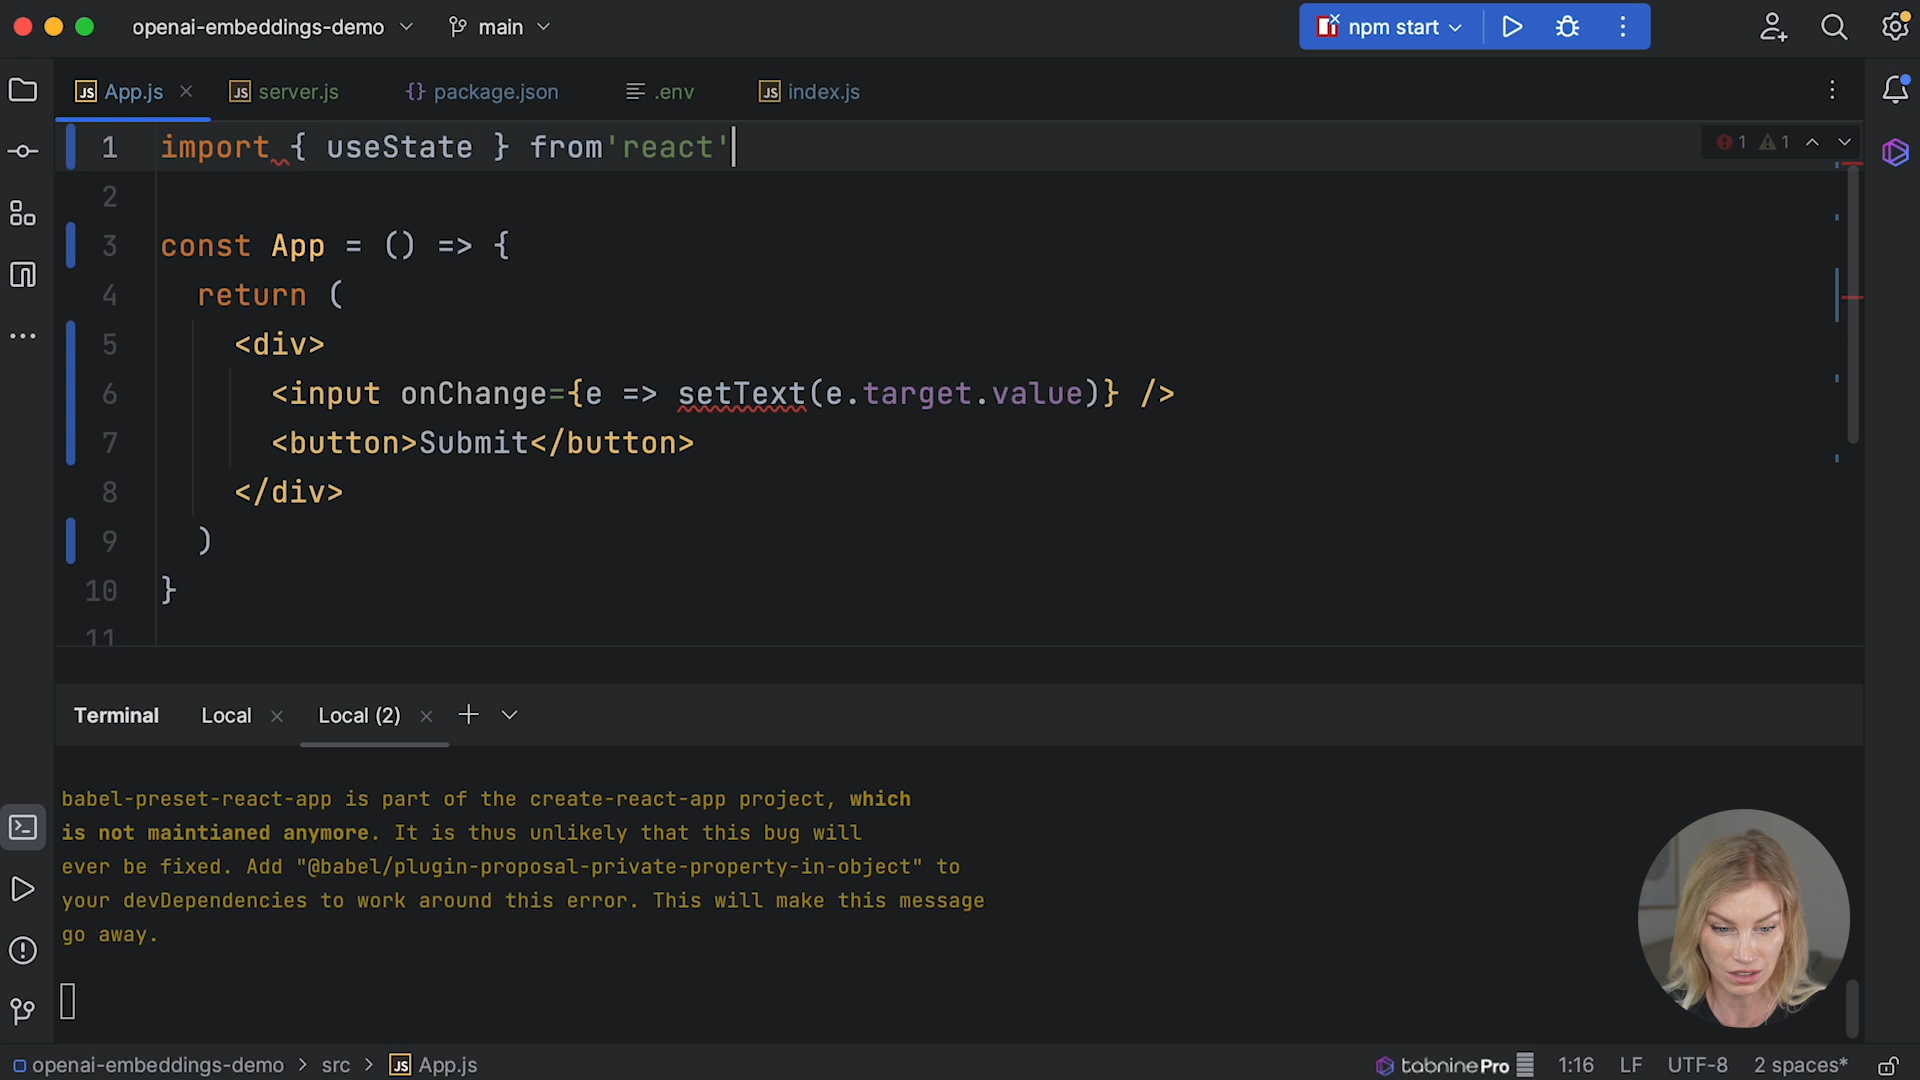 openai-embeddings-demo main npm start
App.js server.js package.json .env index.js
1 import { useState } from'react' 1 1
2
3 const App = () => {
4 return (
5 <div>
6 <input onChange={e => setText(e.target.value)} />
7 <button>Submit</button>
8 </div>
9 )
10 }
11
Terminal Local Local (2)
babel-preset-react-app is part of the create-react-app project, which
is not maintianed anymore. It is thus unlikely that this bug will
ever be fixed. Add "@babel/plugin-proposal-private-property-in-object" to
your devDependencies to work around this error. This will make this message
go away.
openai-embeddings-demo > src > JS App.js tabnine Pro 1:16 LF UTF-8 2 spaces*